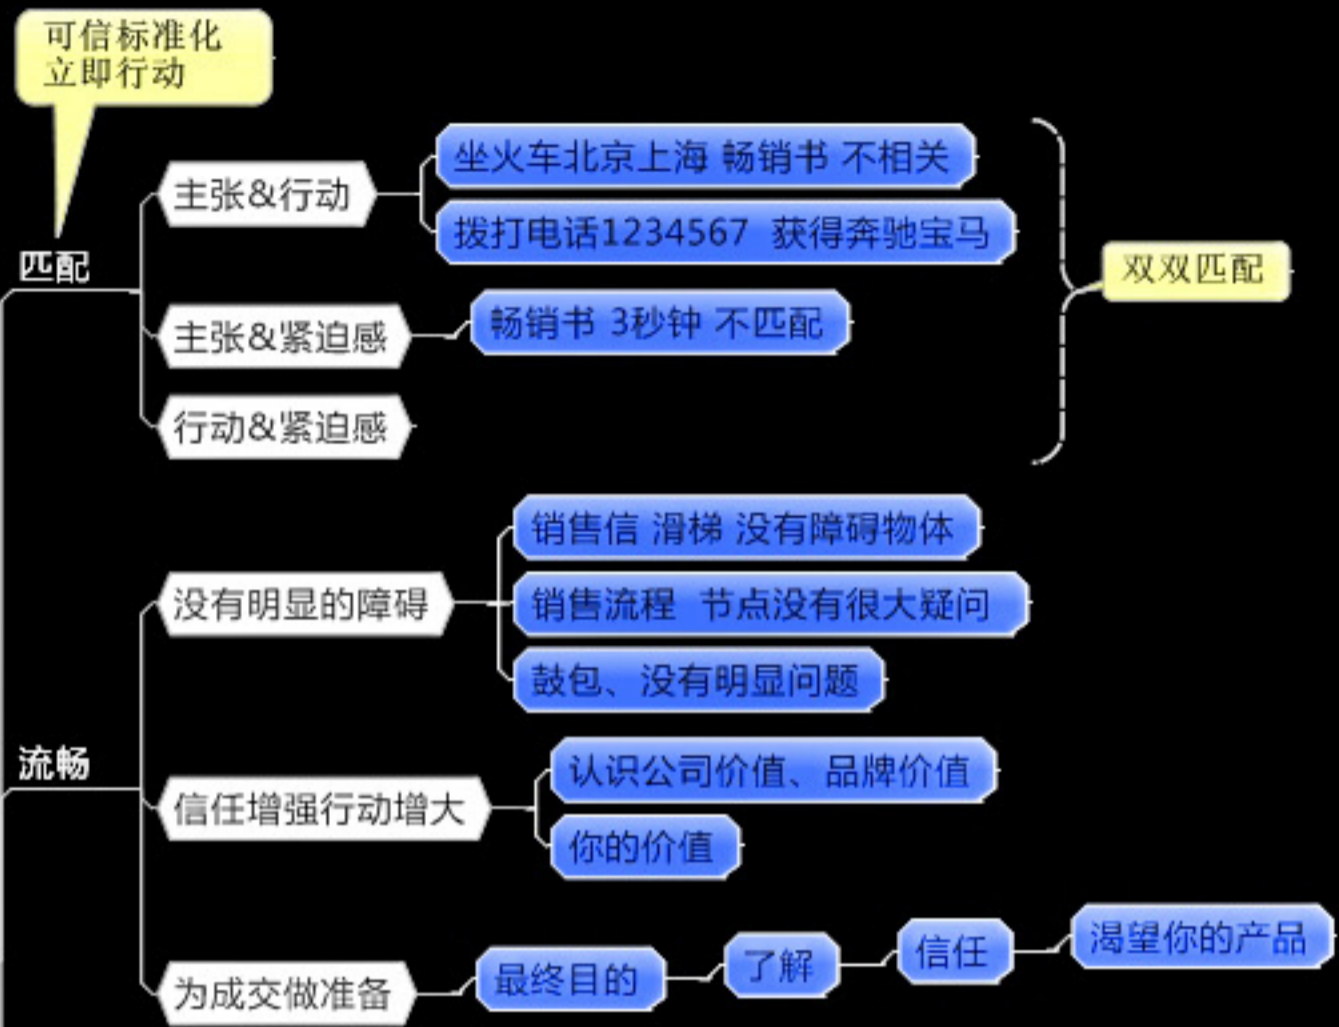 可信标准化
立即行动
匹配
主张&行动
坐火车北京上海 畅销书 不相关
拨打电话1234567 获得奔驰宝马
主张&紧迫感
畅销书 3秒钟 不匹配
行动&紧迫感
双双匹配
流畅
没有明显的障碍
销售信 滑梯 没有障碍物体
销售流程 节点没有很大疑问
鼓包、没有明显问题
信任增强行动增大
认识公司价值、品牌价值
你的价值
为成交做准备
最终目的
了解
信任
渴望你的产品